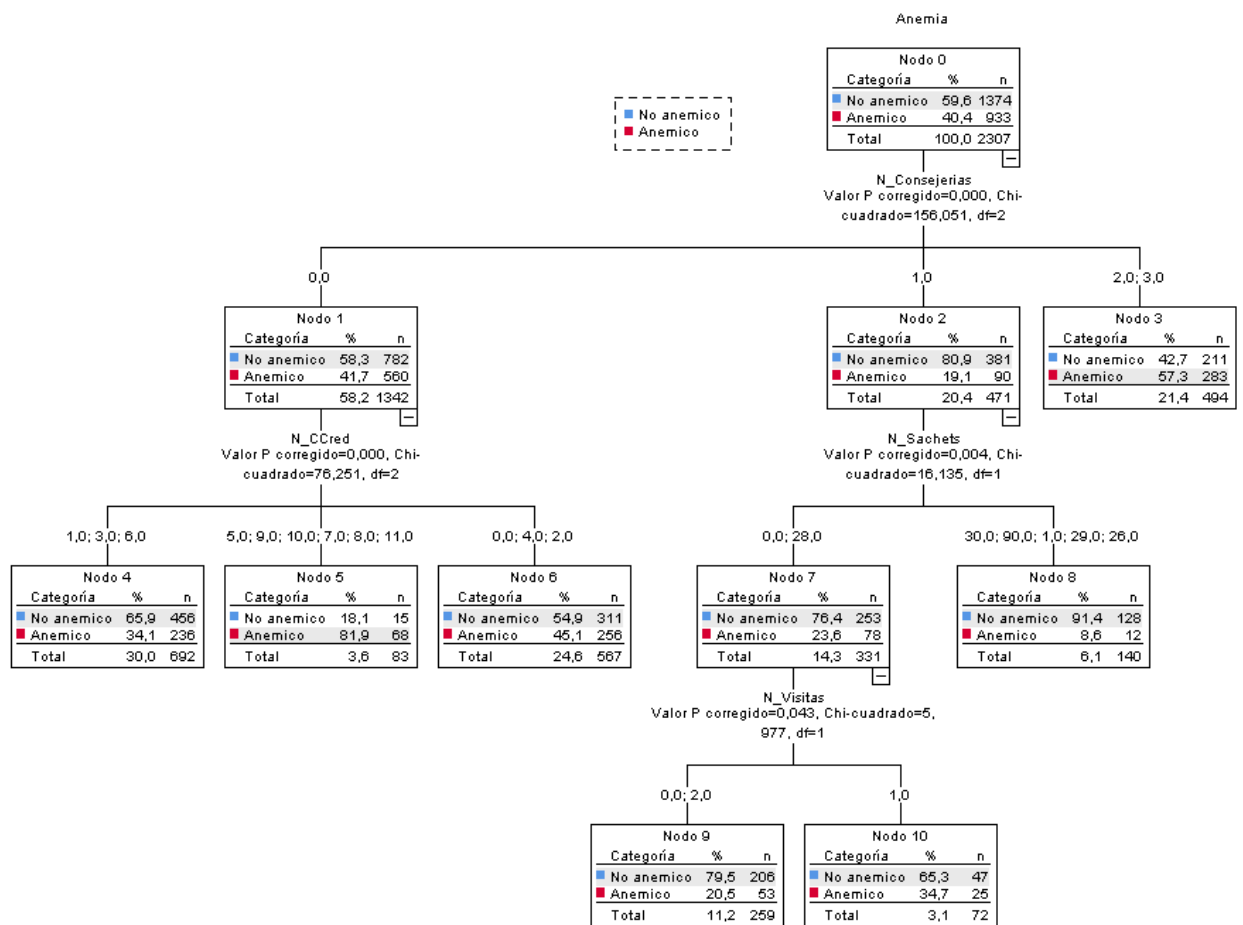 Anemia
No anemico
Anemico
Nodo 0
Categoría % n
No anemico 59,6 1374
Anemico 40,4 933
Total 100,0 2307
N_Consejerias
Valor P corregido=0,000, Chi-
cuadrado=156,051, df=2
0,0
1,0
2,0; 3,0
Nodo 1
Categoría % n
No anemico 58,3 782
Anemico 41,7 560
Total 58,2 1342
Nodo 2
Categoría % n
No anemico 80,9 381
Anemico 19,1 90
Total 20,4 471
Nodo 3
Categoría % n
No anemico 42,7 211
Anemico 57,3 283
Total 21,4 494
N_CCred
Valor P corregido=0,000, Chi-
cuadrado=76,251, df=2
N_Sachets
Valor P corregido=0,004, Chi-
cuadrado=16,135, df=1
1,0; 3,0; 6,0
5,0; 9,0; 10,0; 7,0; 8,0; 11,0
0,0; 4,0; 2,0
0,0; 28,0
30,0; 90,0; 1,0; 29,0; 26,0
Nodo 4
Categoría % n
No anemico 65,9 456
Anemico 34,1 236
Total 30,0 692
Nodo 5
Categoría % n
No anemico 18,1 15
Anemico 81,9 68
Total 3,6 83
Nodo 6
Categoría % n
No anemico 54,9 311
Anemico 45,1 256
Total 24,6 567
Nodo 7
Categoría % n
No anemico 76,4 253
Anemico 23,6 78
Total 14,3 331
Nodo 8
Categoría % n
No anemico 91,4 128
Anemico 8,6 12
Total 6,1 140
N_Visitas
Valor P corregido=0,043, Chi-cuadrado=5,
977, df=1
0,0; 2,0
1,0
Nodo 9
Categoría % n
No anemico 79,5 206
Anemico 20,5 53
Total 11,2 259
Nodo 10
Categoría % n
No anemico 65,3 47
Anemico 34,7 25
Total 3,1 72